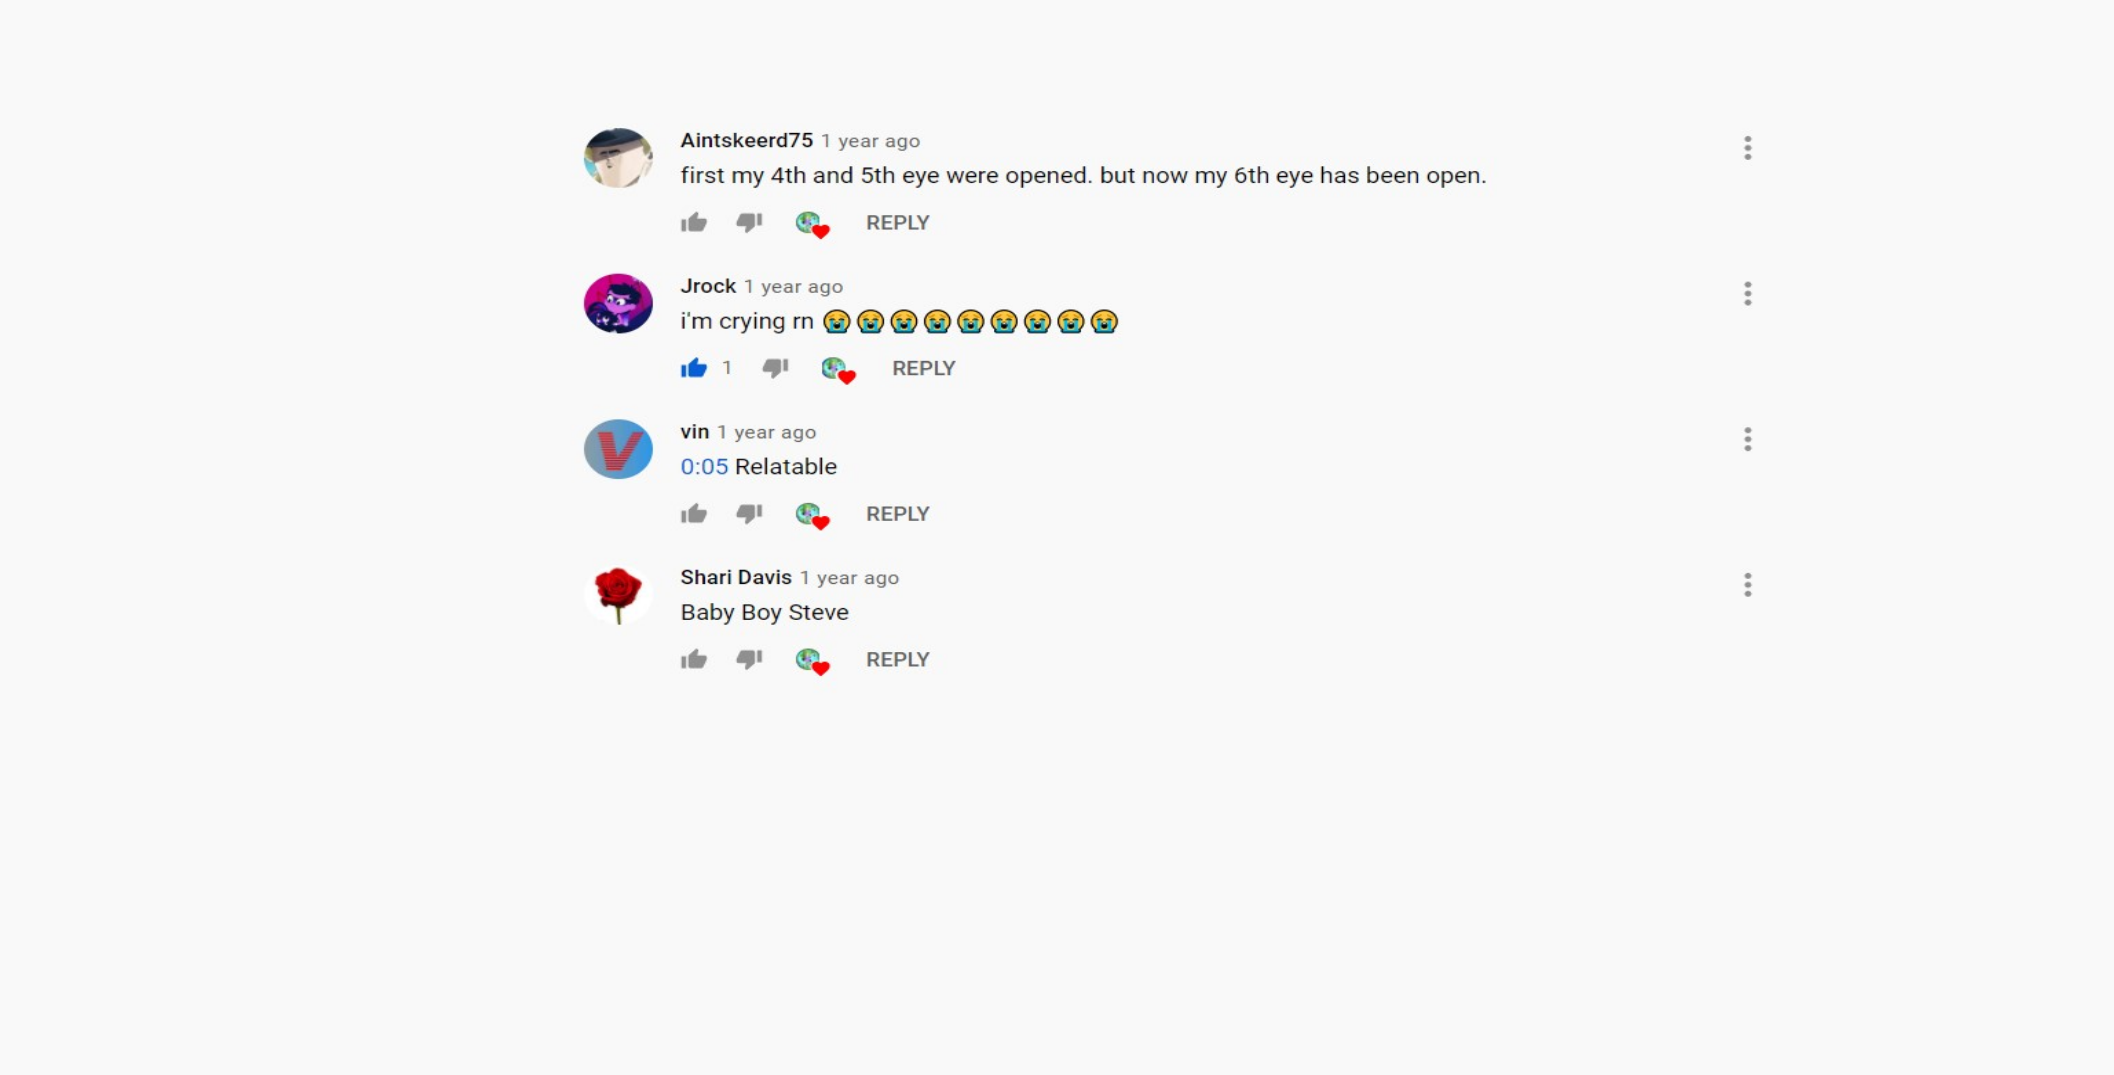 Aintskeerd75 1 year ago
first my 4th and 5th eye were opened. but now my 6th eye has been open.
REPLY
Jrock 1 year ago
i'm crying rn 😭😭😭😭😭😭😭😭😭
1 REPLY
V
vin 1 year ago
0:05 Relatable
REPLY
Shari Davis 1 year ago
Baby Boy Steve
REPLY